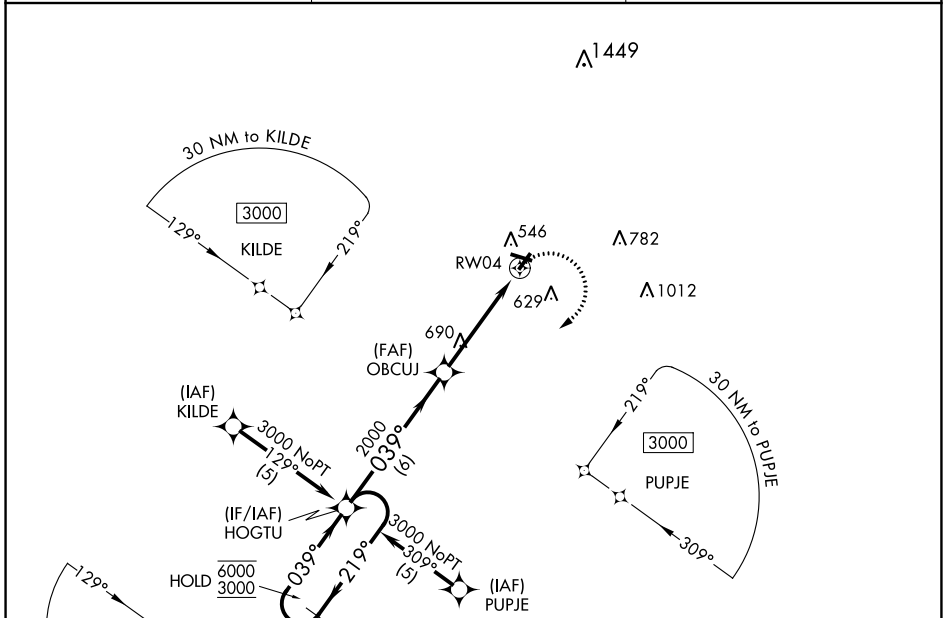 1449
30 NM to KILDE
3000
129°
219°
KILDE
546
782
RW04
629
1012
690
(FAF)
OBCUJ
30 NM to PUPJE
219°
3000
PUPJE
309°
(IAF)
KILDE
3000 NoPT
129°
(5)
2000
039°
(6)
(IF/IAF)
HOGTU
3000 NoPT
309°
(5)
039°
219°
HOLD
6000
3000
(IAF)
PUPJE
129°